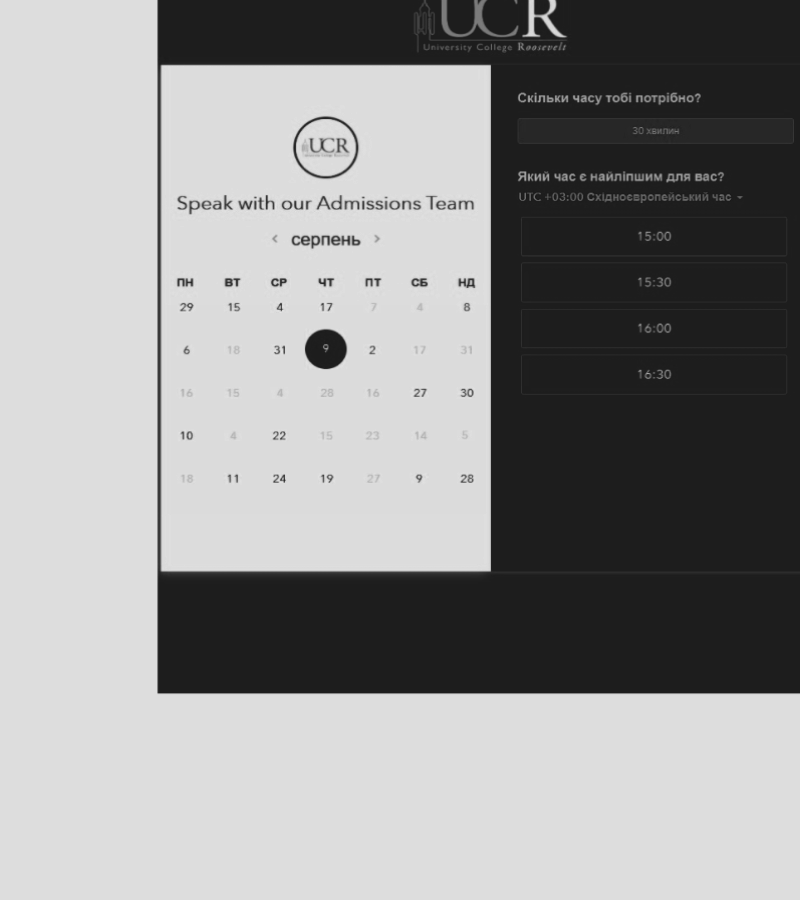 UCR
University College Roosevelt
UCR
Speak with our Admissions Team
< серпень >
ПН ВТ СР ЧТ ПТ СБ НД
29 15 4 17 7 4 8
6 18 31 9 2 17 31
16 15 4 28 16 27 30
10 4 22 15 23 14 5
18 11 24 19 27 9 28
Скільки часу тобі потрібно?
30 хвилин
Який час є найліпшим для вас?
UTC +03:00 Східноєвропейський час
15:00
15:30
16:00
16:30